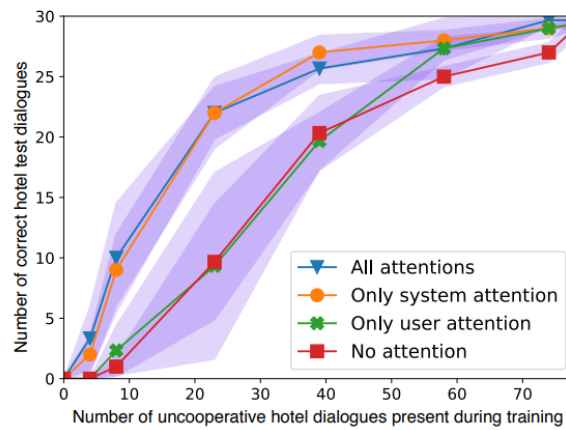 Number of correct hotel test dialogues
30
25
20
15
10
5
0
All attentions
Only system attention
Only user attention
No attention
0 10 20 30 40 50 60 70
Number of uncooperative hotel dialogues present during training